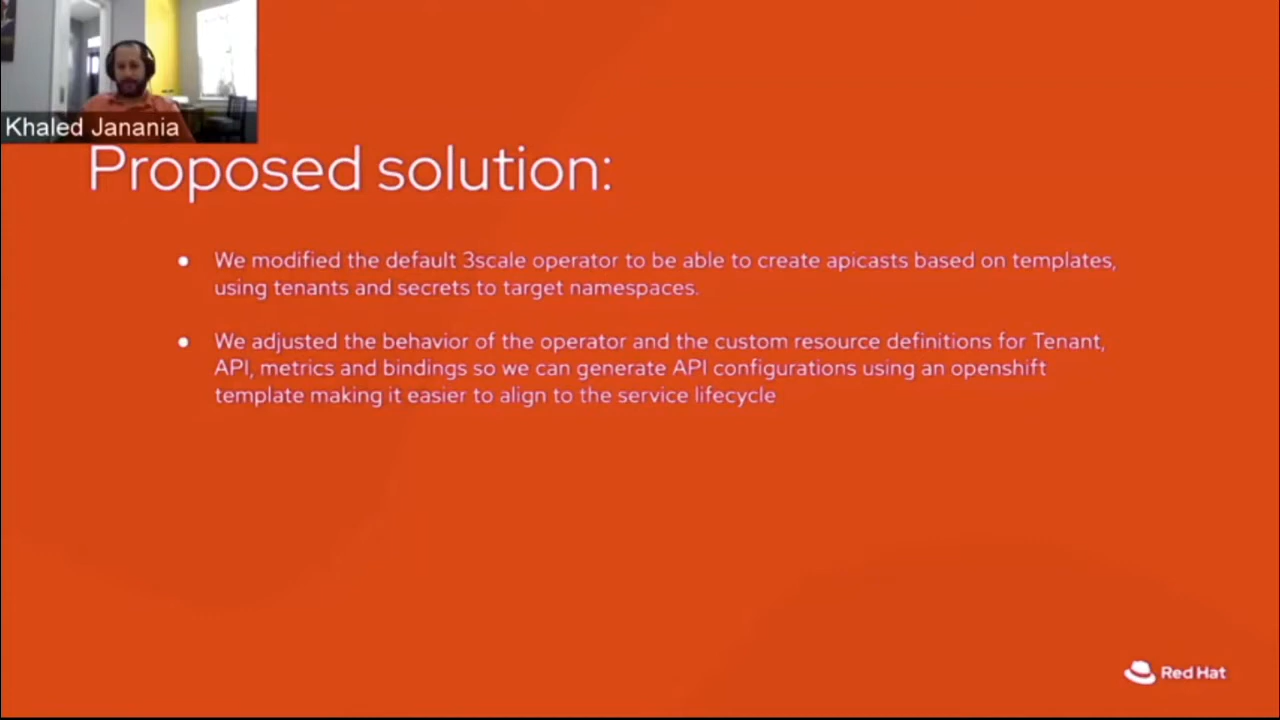 Khaled Janania
Proposed solution:
● We modified the default 3scale operator to be able to create apicasts based on templates,
using tenants and secrets to target namespaces.
● We adjusted the behavior of the operator and the custom resource definitions for Tenant,
API, metrics and bindings so we can generate API configurations using an openshift
template making it easier to align to the service lifecycle
Red Hat